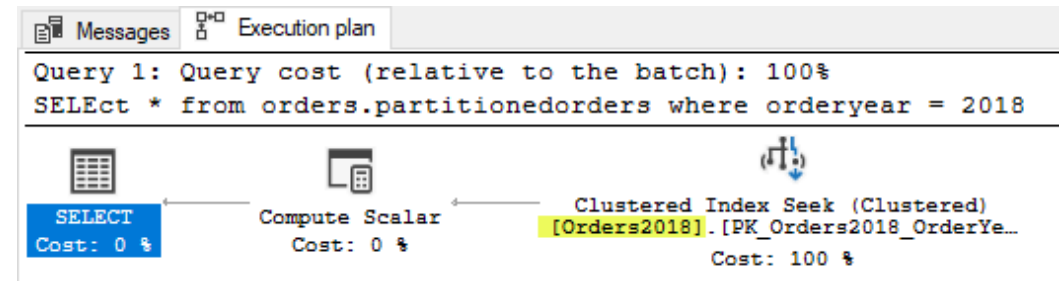 Messages Execution plan
Query 1: Query cost (relative to the batch): 100%
SELEct * from orders.partitionedorders where orderyear = 2018
SELECT
Cost: 0 %
Compute Scalar
Cost: 0 %
Clustered Index Seek (Clustered)
[Orders2018].[PK_Orders2018_OrderYe…
Cost: 100 %